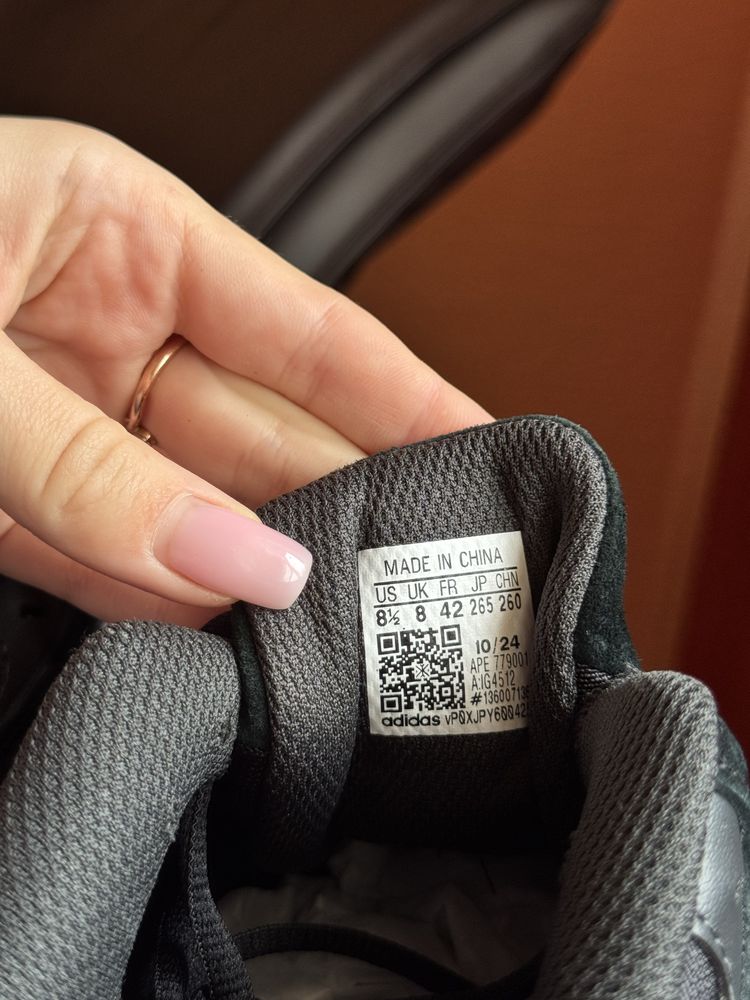 MADE IN CHINA
US UK FR JP CHN
8½ 8 42 265 260
10/24
APE 779001
A:IG4512
#
adidas